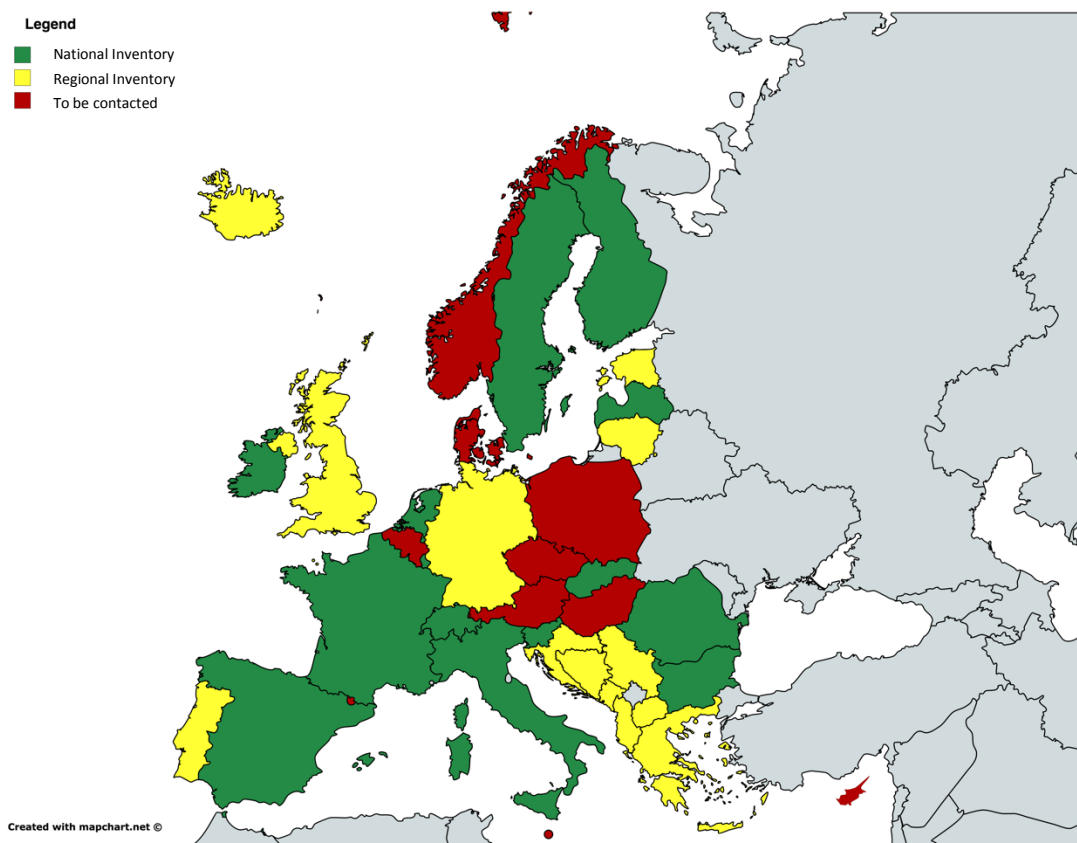 Legend
National Inventory
Regional Inventory
To be contacted
Created with mapchart.net ©